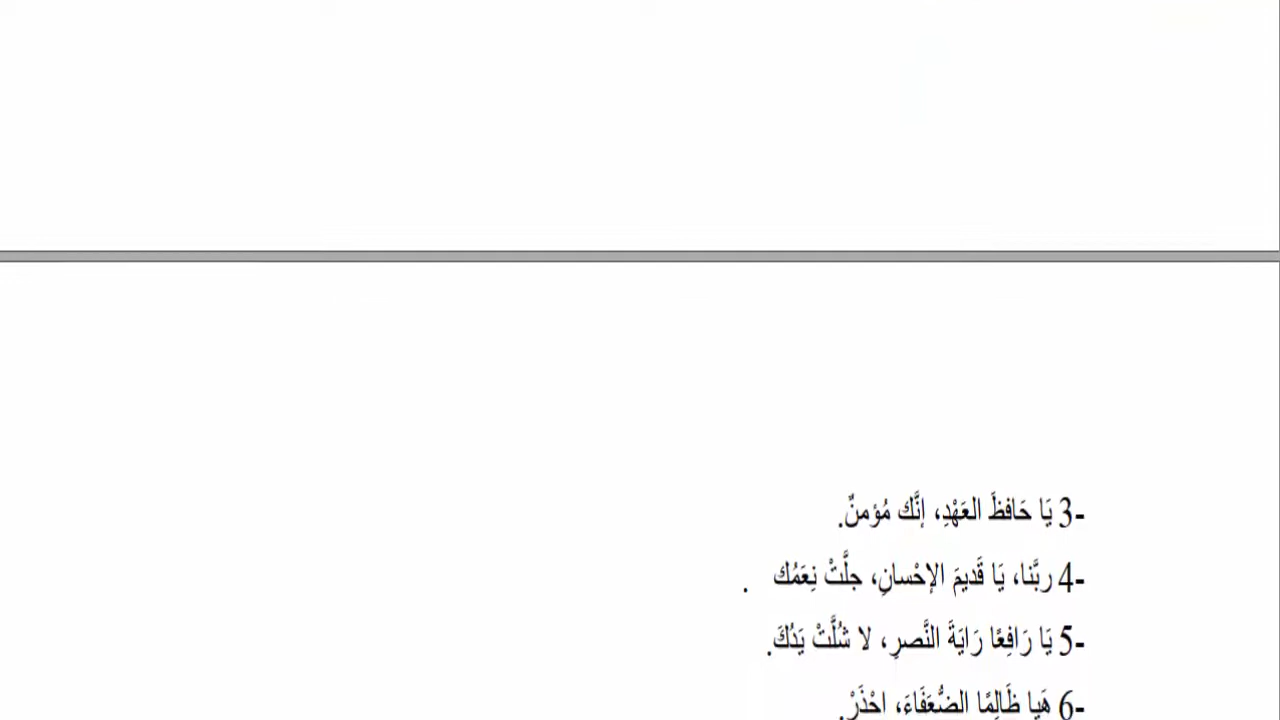 3- يَا حَافظَ العَهْدِ، إنَّك مُؤمنٌ.
4- ربَّنا، يَا قَديمَ الإحْسانِ، جلَّتْ نِعَمُك .
5- يَا رَافِعًا رَايَةَ النَّصرِ، لا شُلَّتْ يَدُكَ.
6- هَيا ظَالِمًا الضُّعَفَاءَ، احْذَرْ.